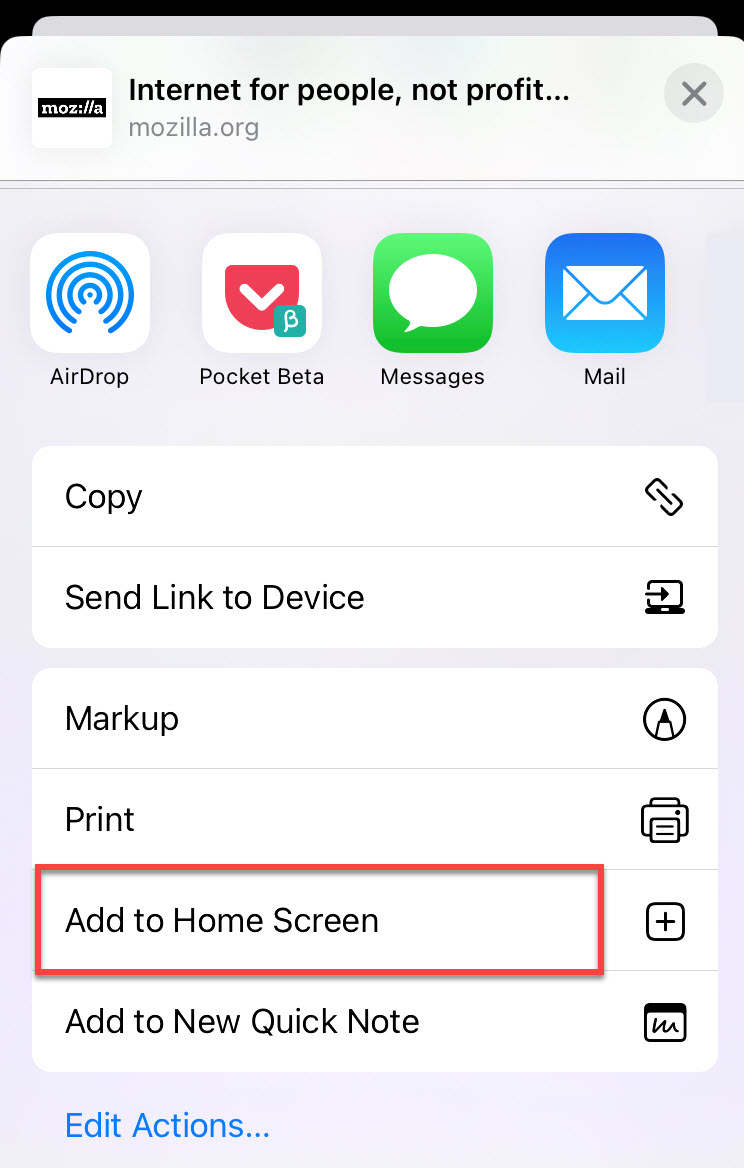 moz://a
Internet for people, not profit...
mozilla.org
AirDrop
Pocket Beta
Messages
Mail
β
Copy
Send Link to Device
Markup
Print
Add to Home Screen
Add to New Quick Note
Edit Actions...